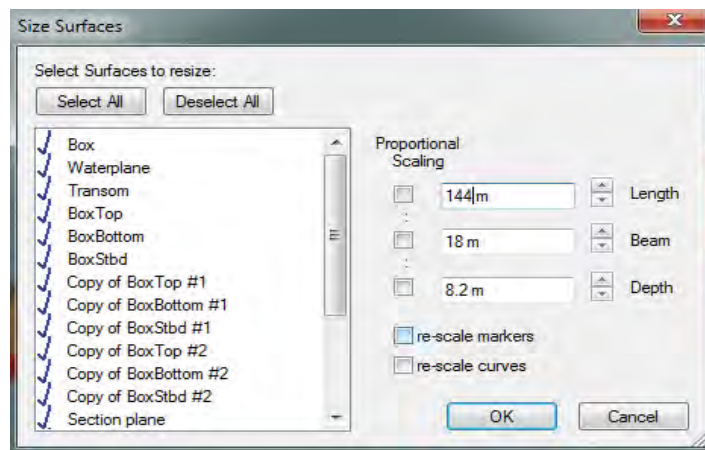 Size Surfaces
Select Surfaces to resize:
Select All
Deselect All
Box
Waterplane
Transom
BoxTop
BoxBottom
BoxStbd
Copy of BoxTop #1
Copy of BoxBottom #1
Copy of BoxStbd #1
Copy of BoxTop #2
Copy of BoxBottom #2
Copy of BoxStbd #2
Section plane
Proportional
Scaling
144 m
Length
:
18 m
Beam
:
8.2 m
Depth
re-scale markers
re-scale curves
OK
Cancel